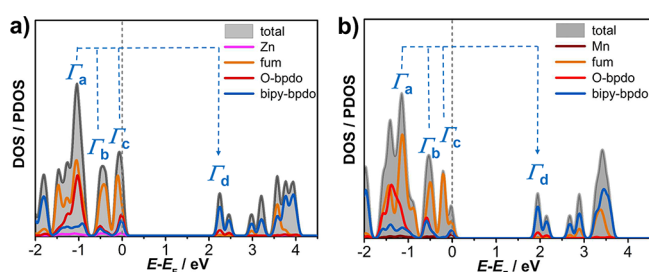 a)
total
Zn
fum
O-bpdo
bipy-bpdo
Γa
Γb
Γc
Γd
DOS / PDOS
-2 -1 0 1 2 3 4
E-EF / eV
b)
total
Mn
fum
O-bpdo
bipy-bpdo
Γa
Γb
Γc
Γd
DOS / PDOS
-2 -1 0 1 2 3 4
E-EF / eV